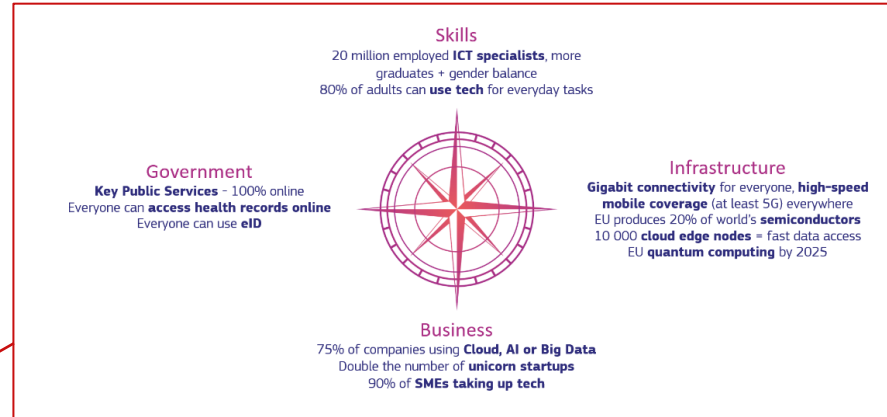 Skills
20 million employed ICT specialists, more
graduates + gender balance
80% of adults can use tech for everyday tasks
Government
Key Public Services - 100% online
Everyone can access health records online
Everyone can use eID
Infrastructure
Gigabit connectivity for everyone, high-speed
mobile coverage (at least 5G) everywhere
EU produces 20% of world's semiconductors
10 000 cloud edge nodes = fast data access
EU quantum computing by 2025
Business
75% of companies using Cloud, AI or Big Data
Double the number of unicorn startups
90% of SMEs taking up tech